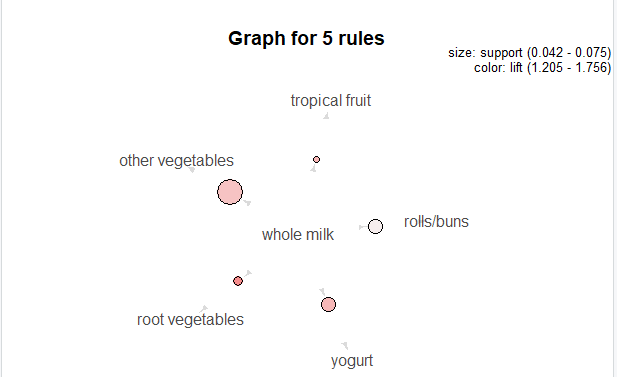 Graph for 5 rules
size: support (0.042 - 0.075)
color: lift (1.205 - 1.756)
tropical fruit
other vegetables
rolls/buns
whole milk
root vegetables
yogurt